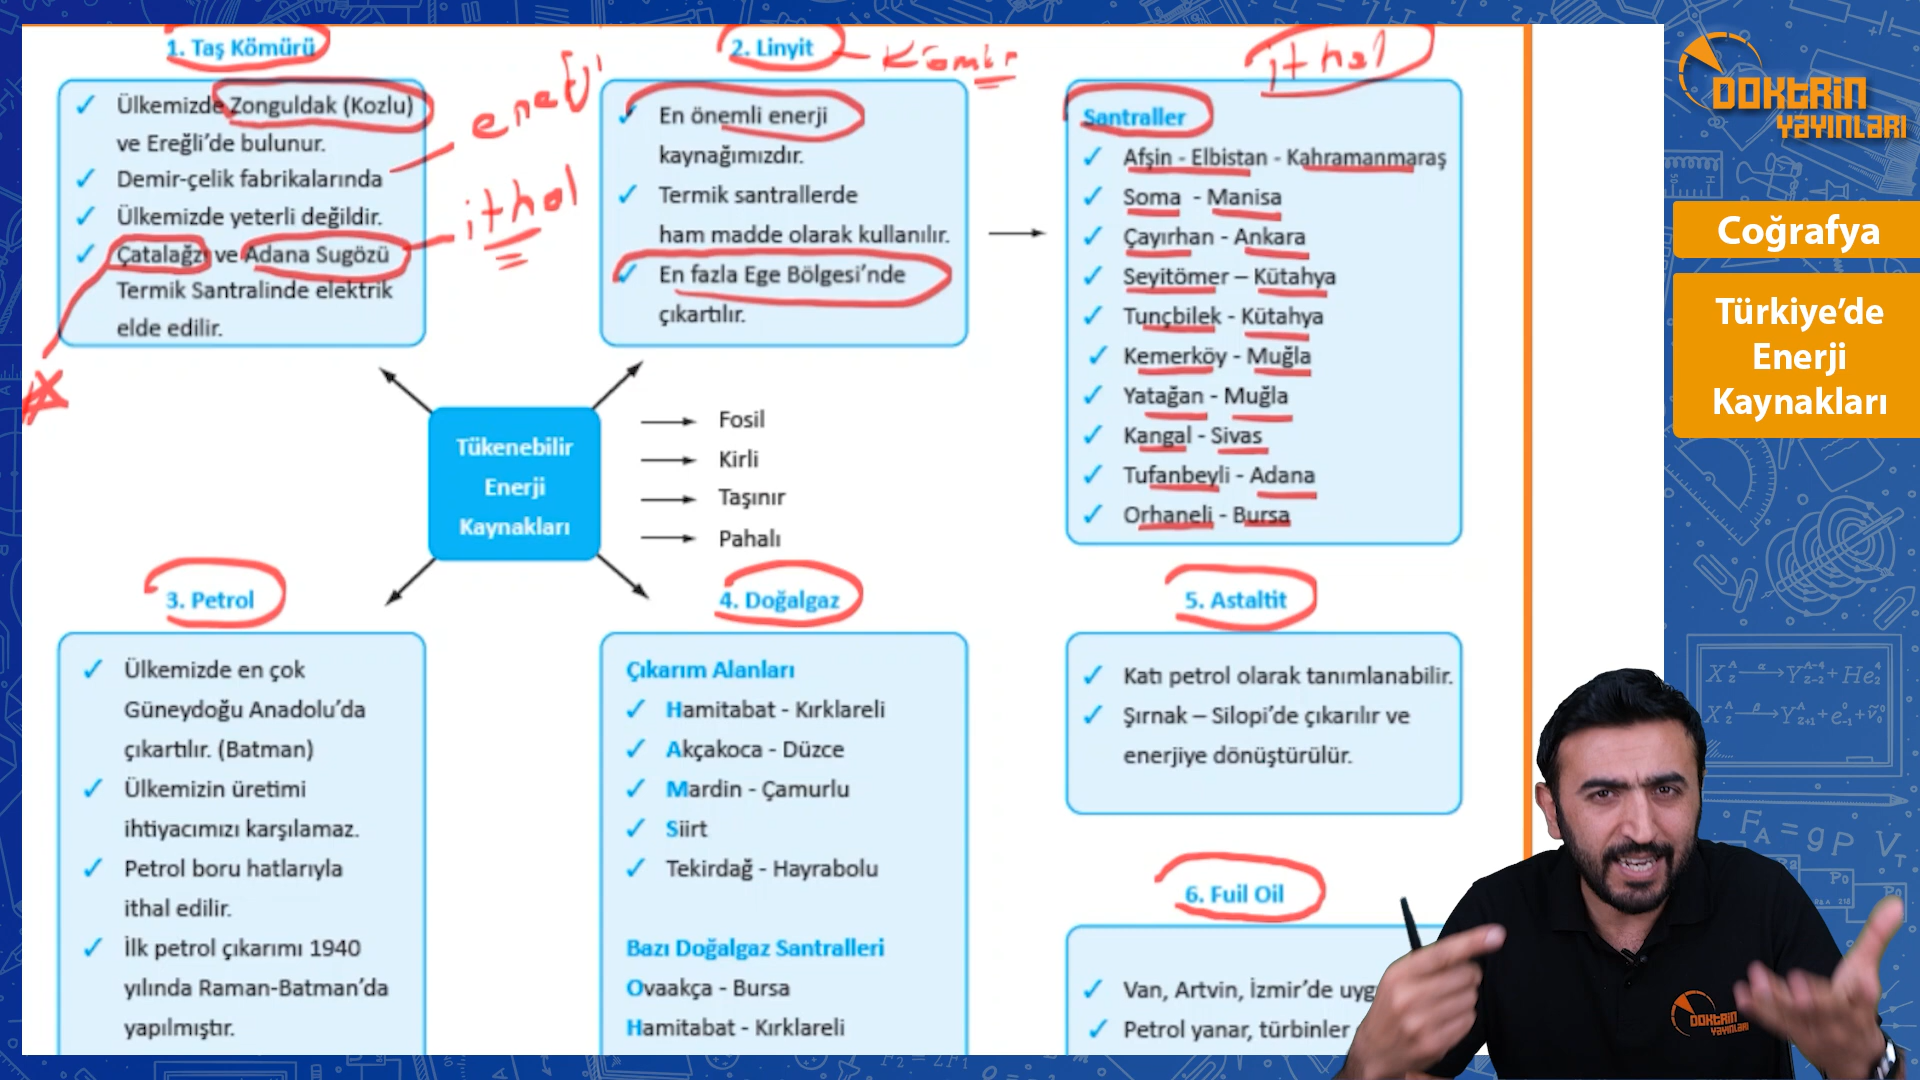 1. Taş Kömürü
✓ Ülkemizde Zonguldak (Kozlu)
ve Ereğli'de bulunur.
✓ Demir-çelik fabrikalarında
✓ Ülkemizde yeterli değildir.
✓ Çatalağzı ve Adana Sugözü
Termik Santralinde elektrik
elde edilir.
enerji
ithal
2. Linyit
Kömür
✓ En önemli enerji
kaynağımızdır.
✓ Termik santrallerde
ham madde olarak kullanılır.
✓ En fazla Ege Bölgesi'nde
çıkartılır.
ithal
Santraller
✓ Afşin - Elbistan - Kahramanmaraş
✓ Soma - Manisa
✓ Çayırhan - Ankara
✓ Seyitömer – Kütahya
✓ Tunçbilek - Kütahya
✓ Kemerköy - Muğla
✓ Yatağan - Muğla
✓ Kangal - Sivas
✓ Tufanbeyli - Adana
✓ Orhaneli - Bursa
Tükenebilir
Enerji
Kaynakları
Fosil
Kirli
Taşınır
Pahalı
3. Petrol
✓ Ülkemizde en çok
Güneydoğu Anadolu'da
çıkartılır. (Batman)
✓ Ülkemizin üretimi
ihtiyacımızı karşılamaz.
✓ Petrol boru hatlarıyla
ithal edilir.
✓ İlk petrol çıkarımı 1940
yılında Raman-Batman'da
yapılmıştır.
4. Doğalgaz
Çıkarım Alanları
✓ Hamitabat - Kırklareli
✓ Akçakoca - Düzce
✓ Mardin - Çamurlu
✓ Siirt
✓ Tekirdağ - Hayrabolu
Bazı Doğalgaz Santralleri
Ovaakça - Bursa
Hamitabat - Kırklareli
5. Astaltit
✓ Katı petrol olarak tanımlanabilir.
✓ Şırnak – Silopi'de çıkarılır ve
enerjiye dönüştürülür.
6. Fuil Oil
✓ Van, Artvin, İzmir'de uyg
✓ Petrol yanar, türbinler
DOKTRİN
YAYINLARI
Coğrafya
Türkiye'de
Enerji
Kaynakları
DOKTRİN
YAYINLARI